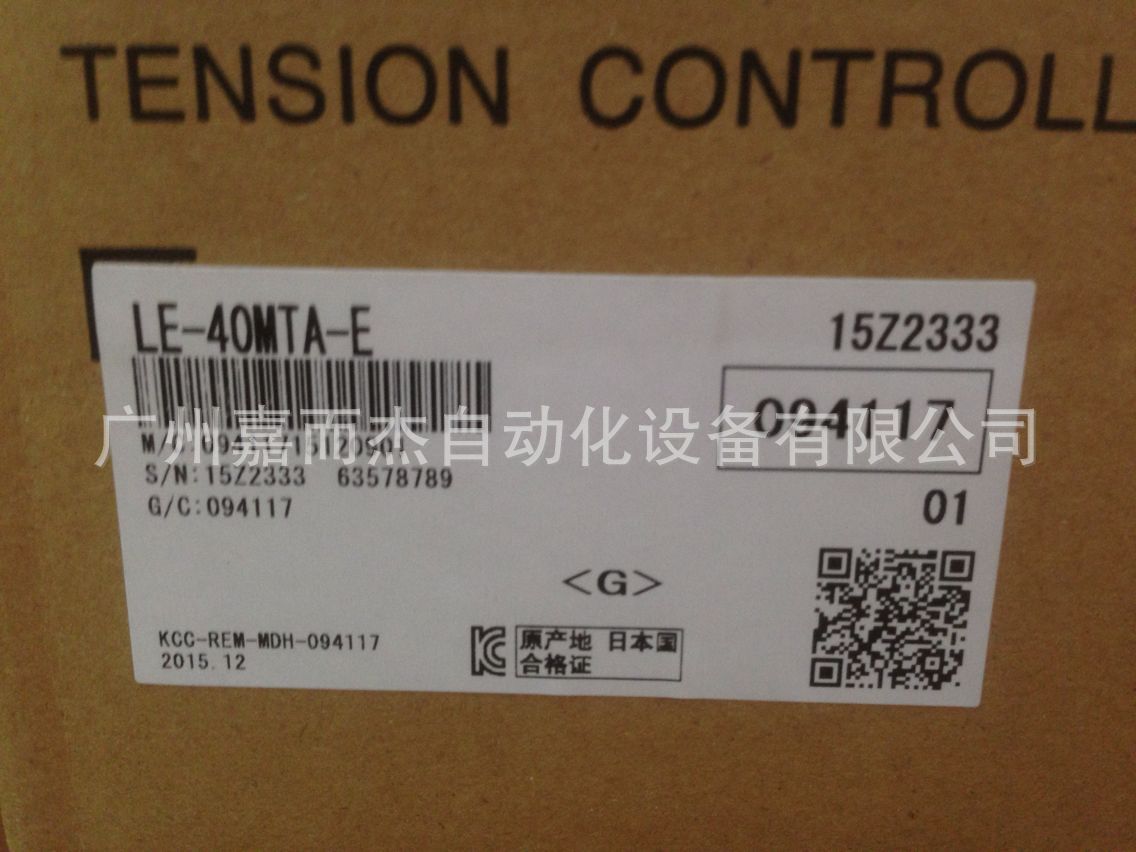 TENSION CONTROLL
LE-40MTA-E
15Z2333
094117
广州嘉而杰自动化设备有限公司
S/N:15Z2333 63578789
G/C:094117
01
<G>
KCC-REM-MDH-094117
2015.12
原产地 日本国
合格证